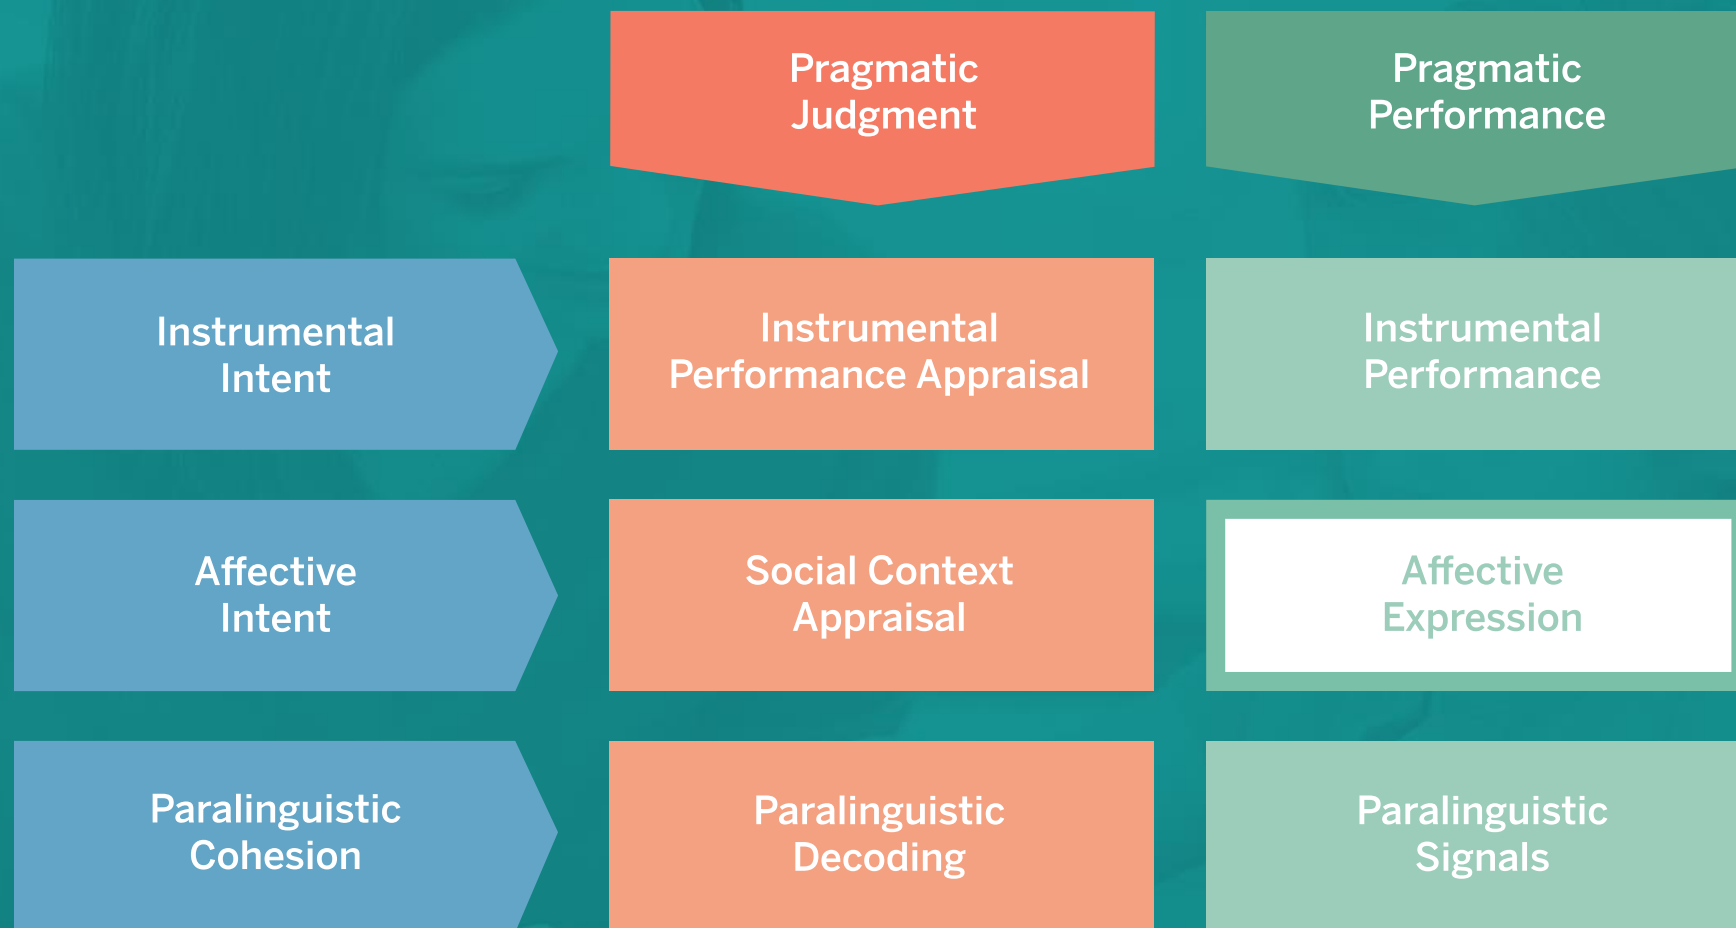 Pragmatic
Judgment
Pragmatic
Performance
Instrumental
Intent
Instrumental
Performance Appraisal
Instrumental
Performance
Affective
Intent
Social Context
Appraisal
Affective
Expression
Paralinguistic
Cohesion
Paralinguistic
Decoding
Paralinguistic
Signals